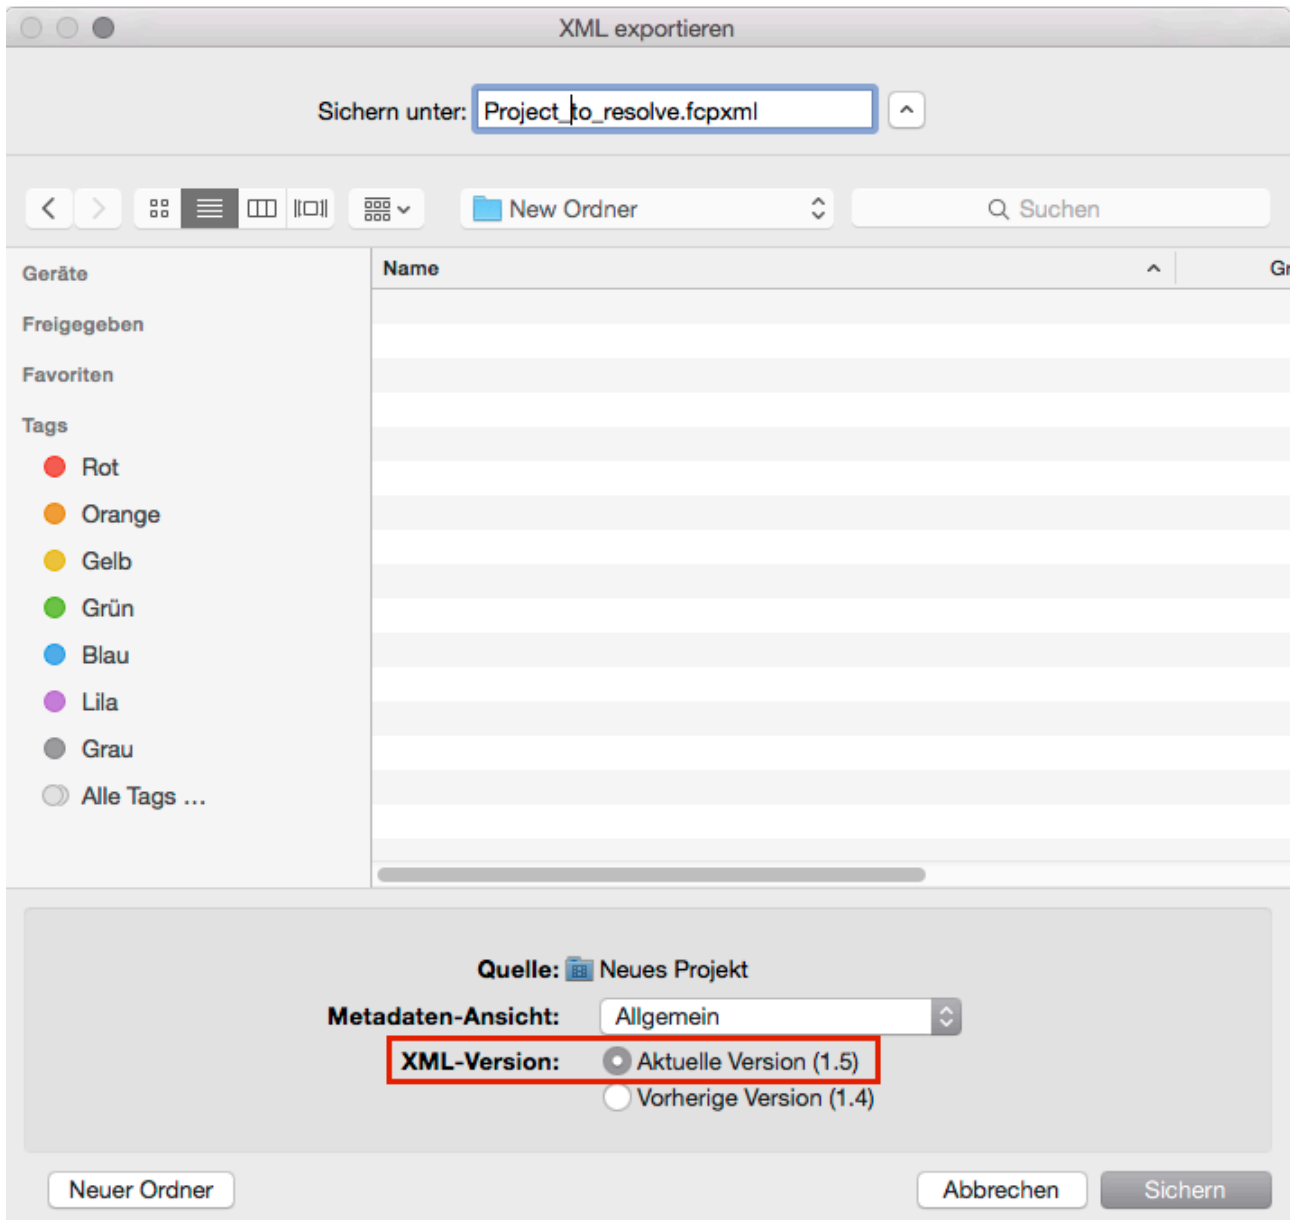 XML exportieren
Sichern unter: Project_to_resolve.fcpxml
New Ordner
Suchen
Geräte
Name
Gr
Freigegeben
Favoriten
Tags
Rot
Orange
Gelb
Grün
Blau
Lila
Grau
Alle Tags …
Quelle: Neues Projekt
Metadaten-Ansicht: Allgemein
XML-Version: Aktuelle Version (1.5)
Vorherige Version (1.4)
Neuer Ordner
Abbrechen
Sichern